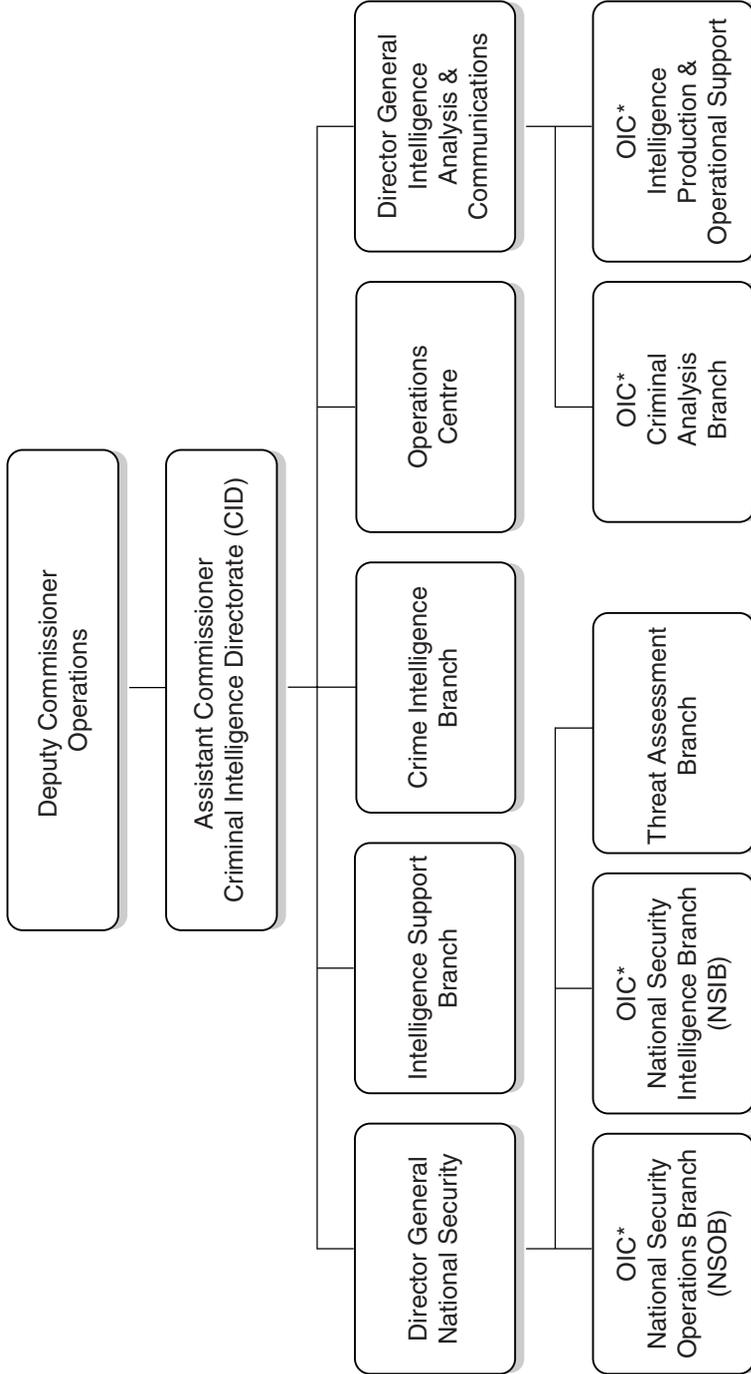 Deputy Commissioner
Operations
Assistant Commissioner
Criminal Intelligence Directorate (CID)
Director General
National Security
Intelligence Support
Branch
Crime Intelligence
Branch
Operations
Centre
Director General
Intelligence
Analysis &
Communications
OIC*
National Security
Operations Branch
(NSOB)
OIC*
National Security
Intelligence Branch
(NSIB)
Threat Assessment
Branch
OIC*
Criminal
Analysis
Branch
OIC*
Intelligence
Production &
Operational Support